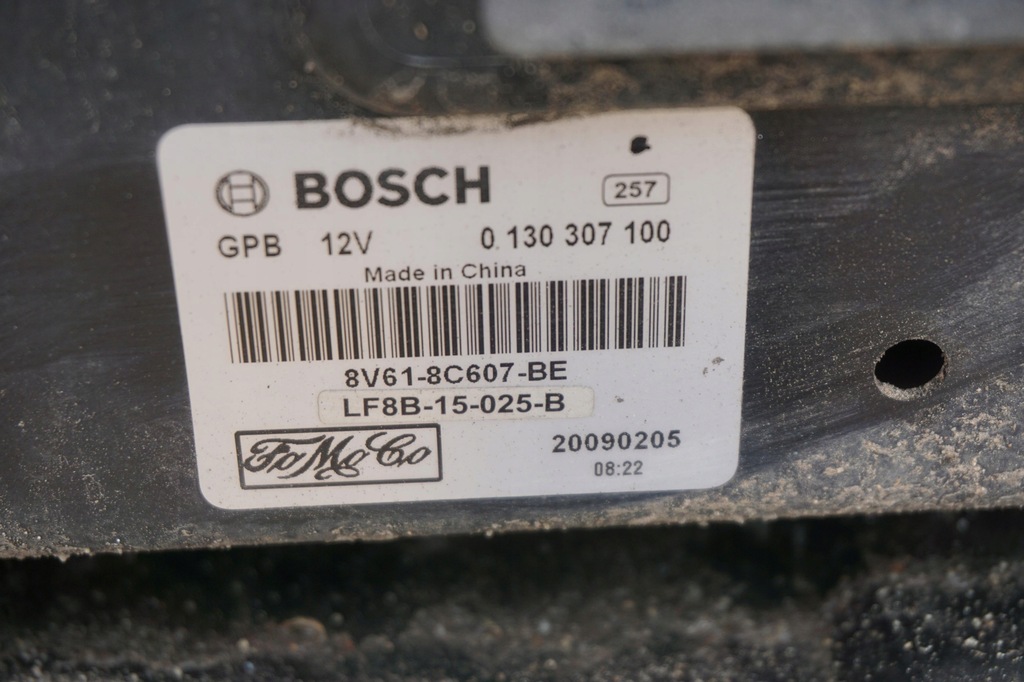 BOSCH 257
GPB 12V 0 130 307 100
Made in China
8V61-8C607-BE
LF8B-15-025-B
FoMoCo 20090205
08:22